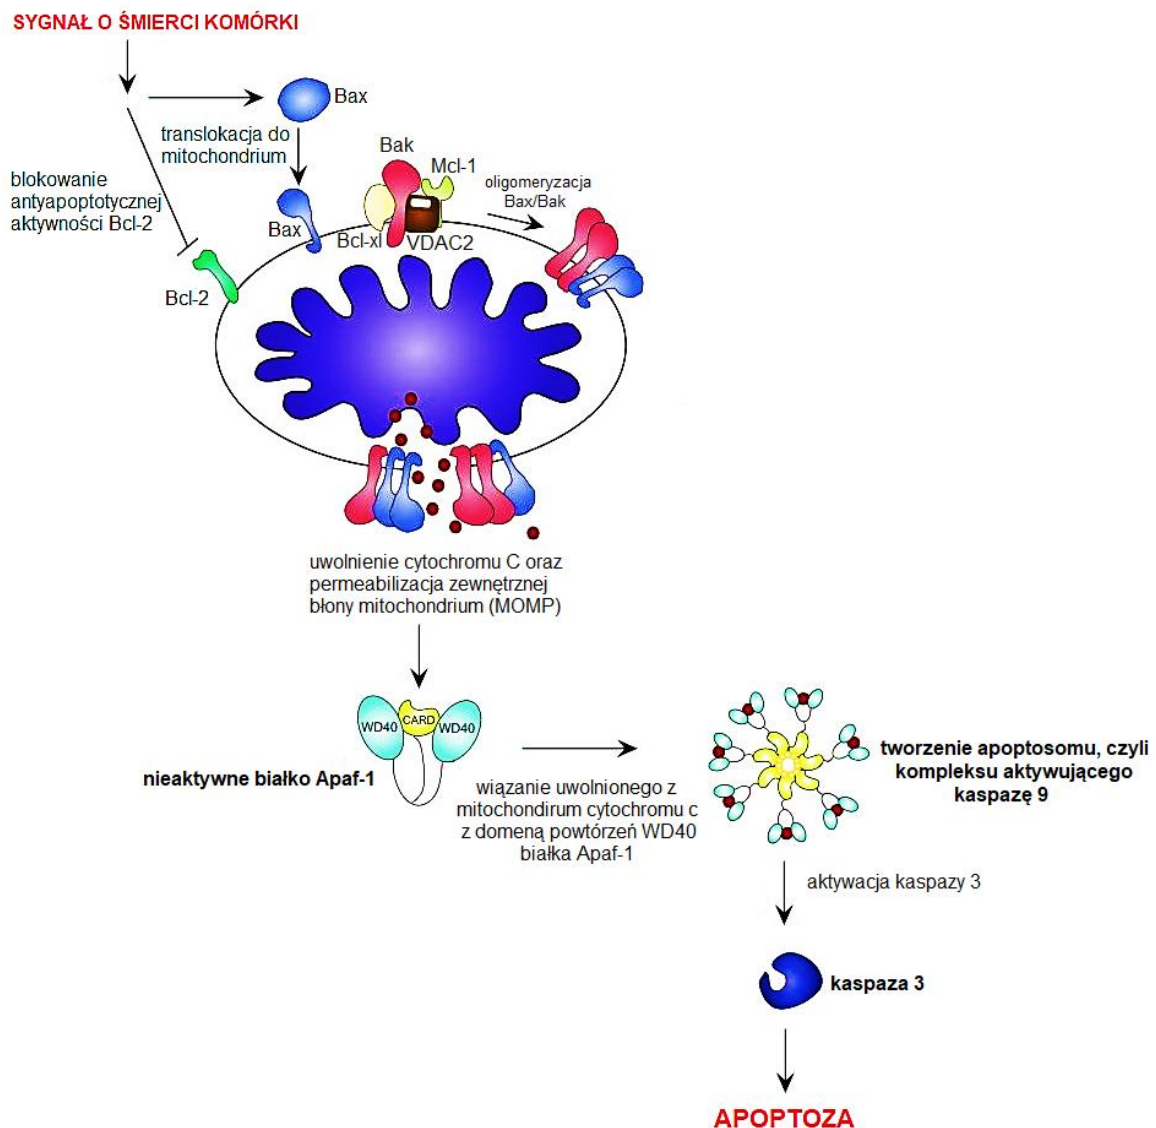 SYGNAŁ O ŚMIERCI KOMÓRKI
Bax
translokacja do
mitochondrium
blokowanie
antyapoptotycznej
aktywności Bcl-2
Bak
Mcl-1
oligomeryzacja
Bax/Bak
Bax
Bcl-xl
VDAC2
Bcl-2
uwolnienie cytochromu C oraz
permeabilizacja zewnętrznej
błony mitochondrium (MOMP)
WD40
CARD
WD40
nieaktywne białko Apaf-1
wiązanie uwolnionego z
mitochondirum cytochromu c
z domeną powtórzeń WD40
białka Apaf-1
tworzenie apoptosomu, czyli
kompleksu aktywującego
kaspazę 9
aktywacja kaspazy 3
kaspaza 3
APOPTOZA